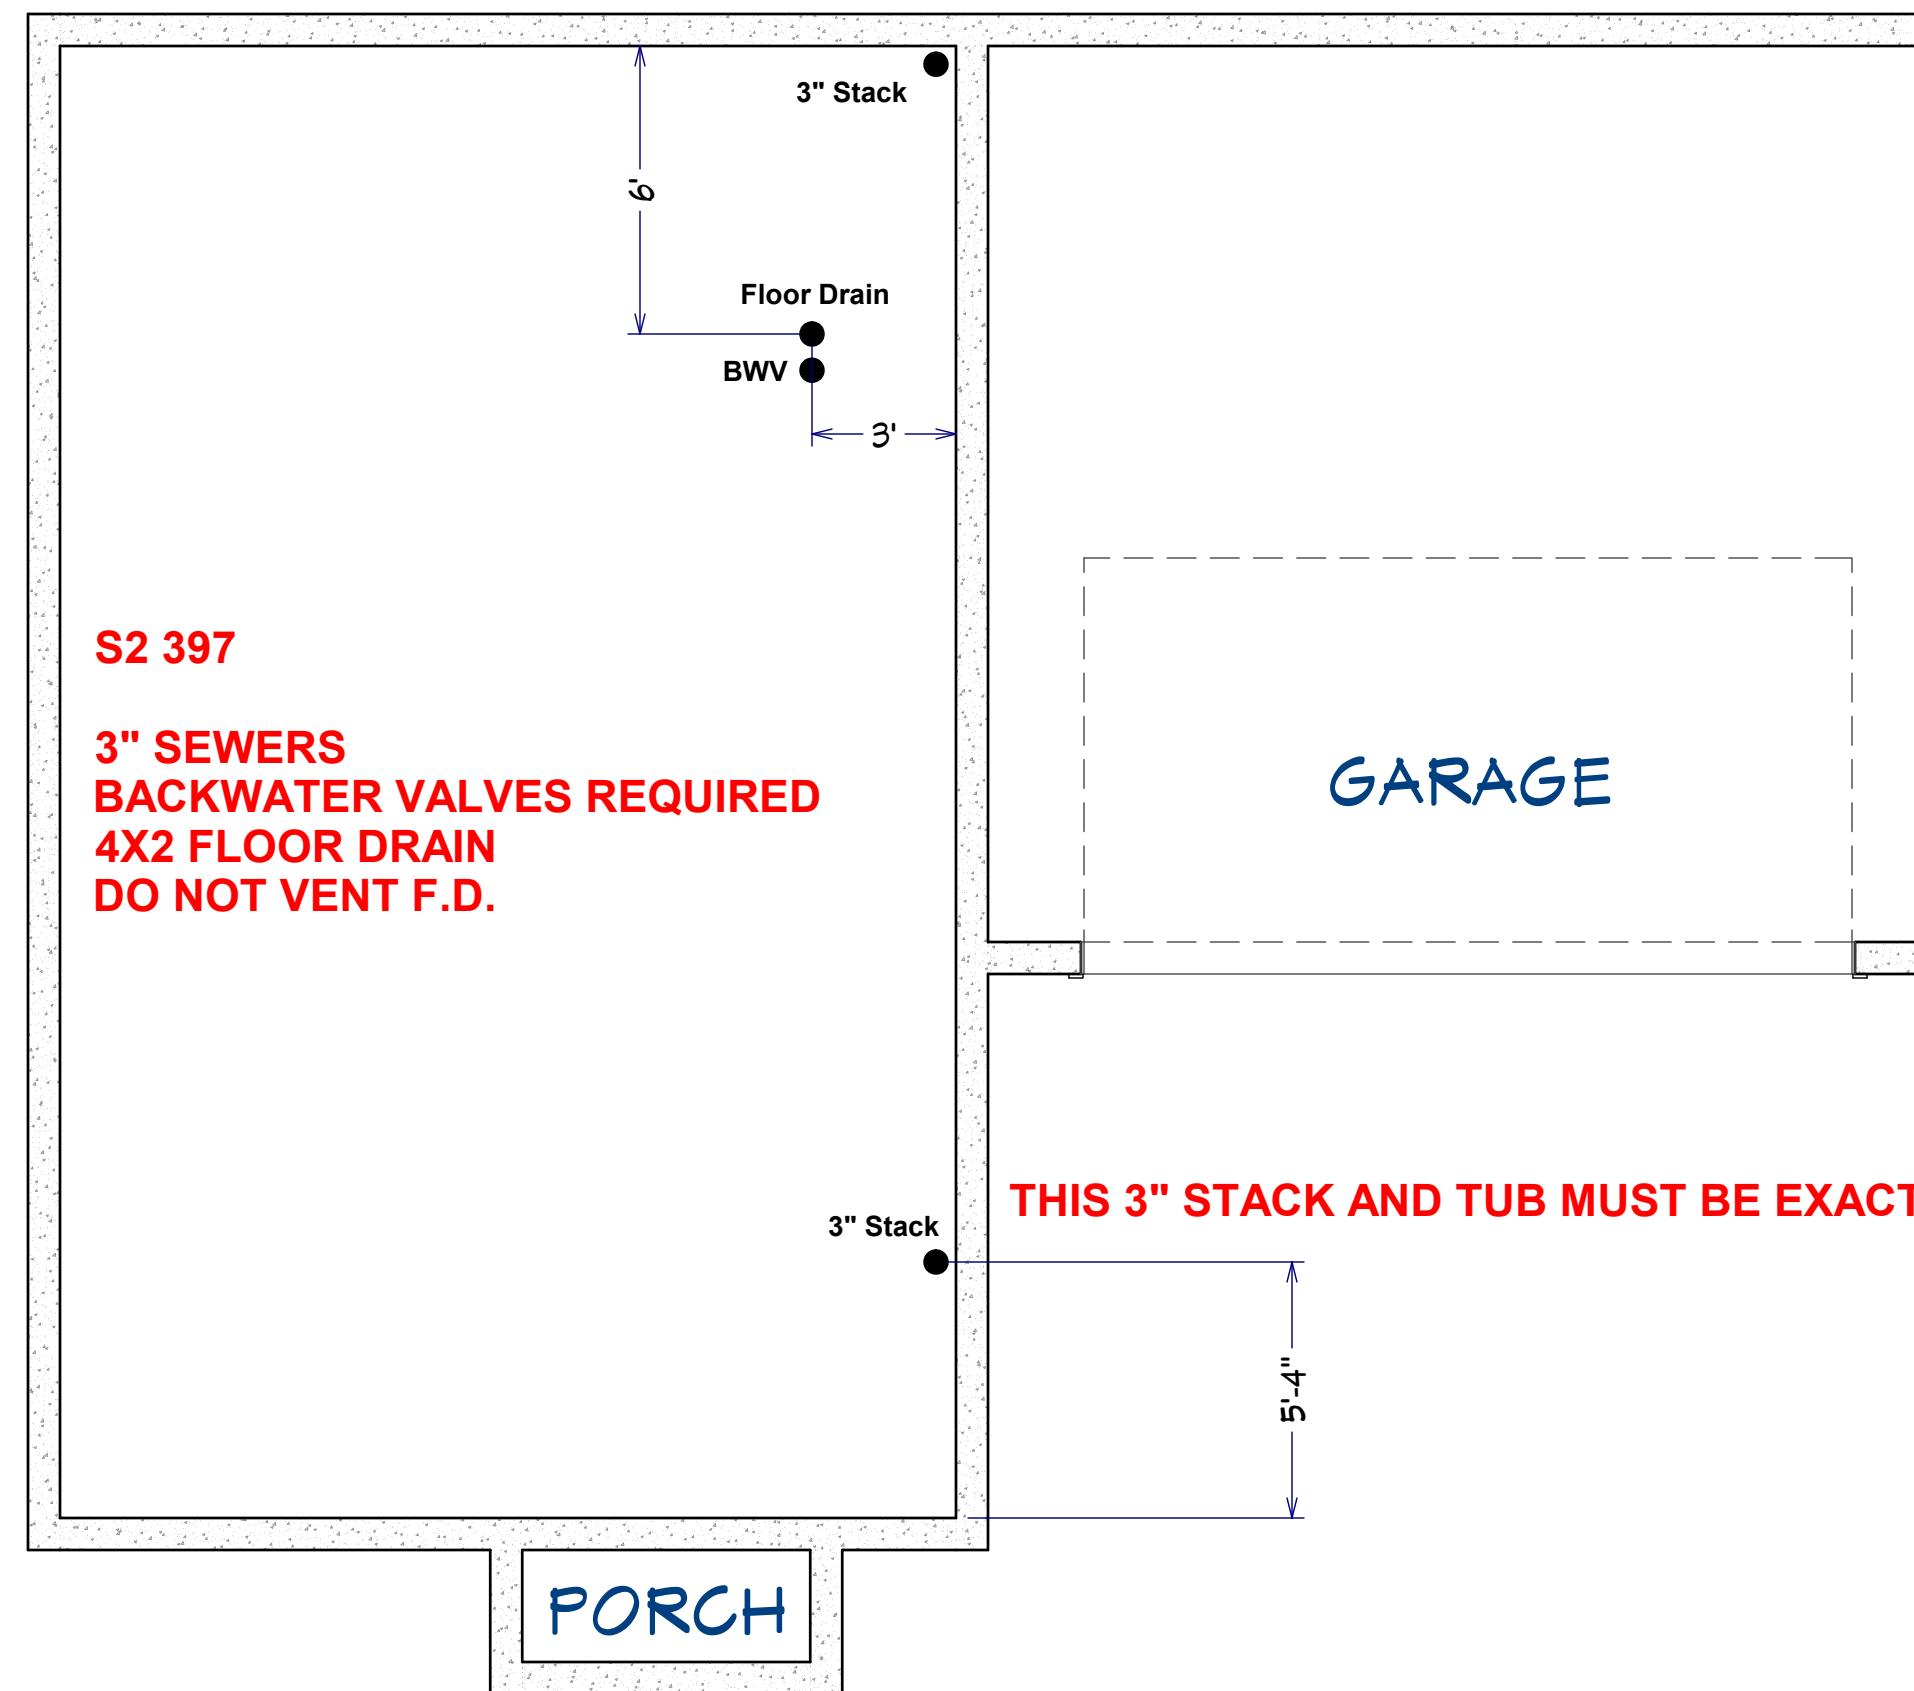 3" Stack
6'
Floor Drain
BWV
3'
S2 397
3" SEWERS
BACKWATER VALVES REQUIRED
4X2 FLOOR DRAIN
DO NOT VENT F.D.
GARAGE
THIS 3" STACK AND TUB MUST BE EXACT
3" Stack
5'-4"
PORCH